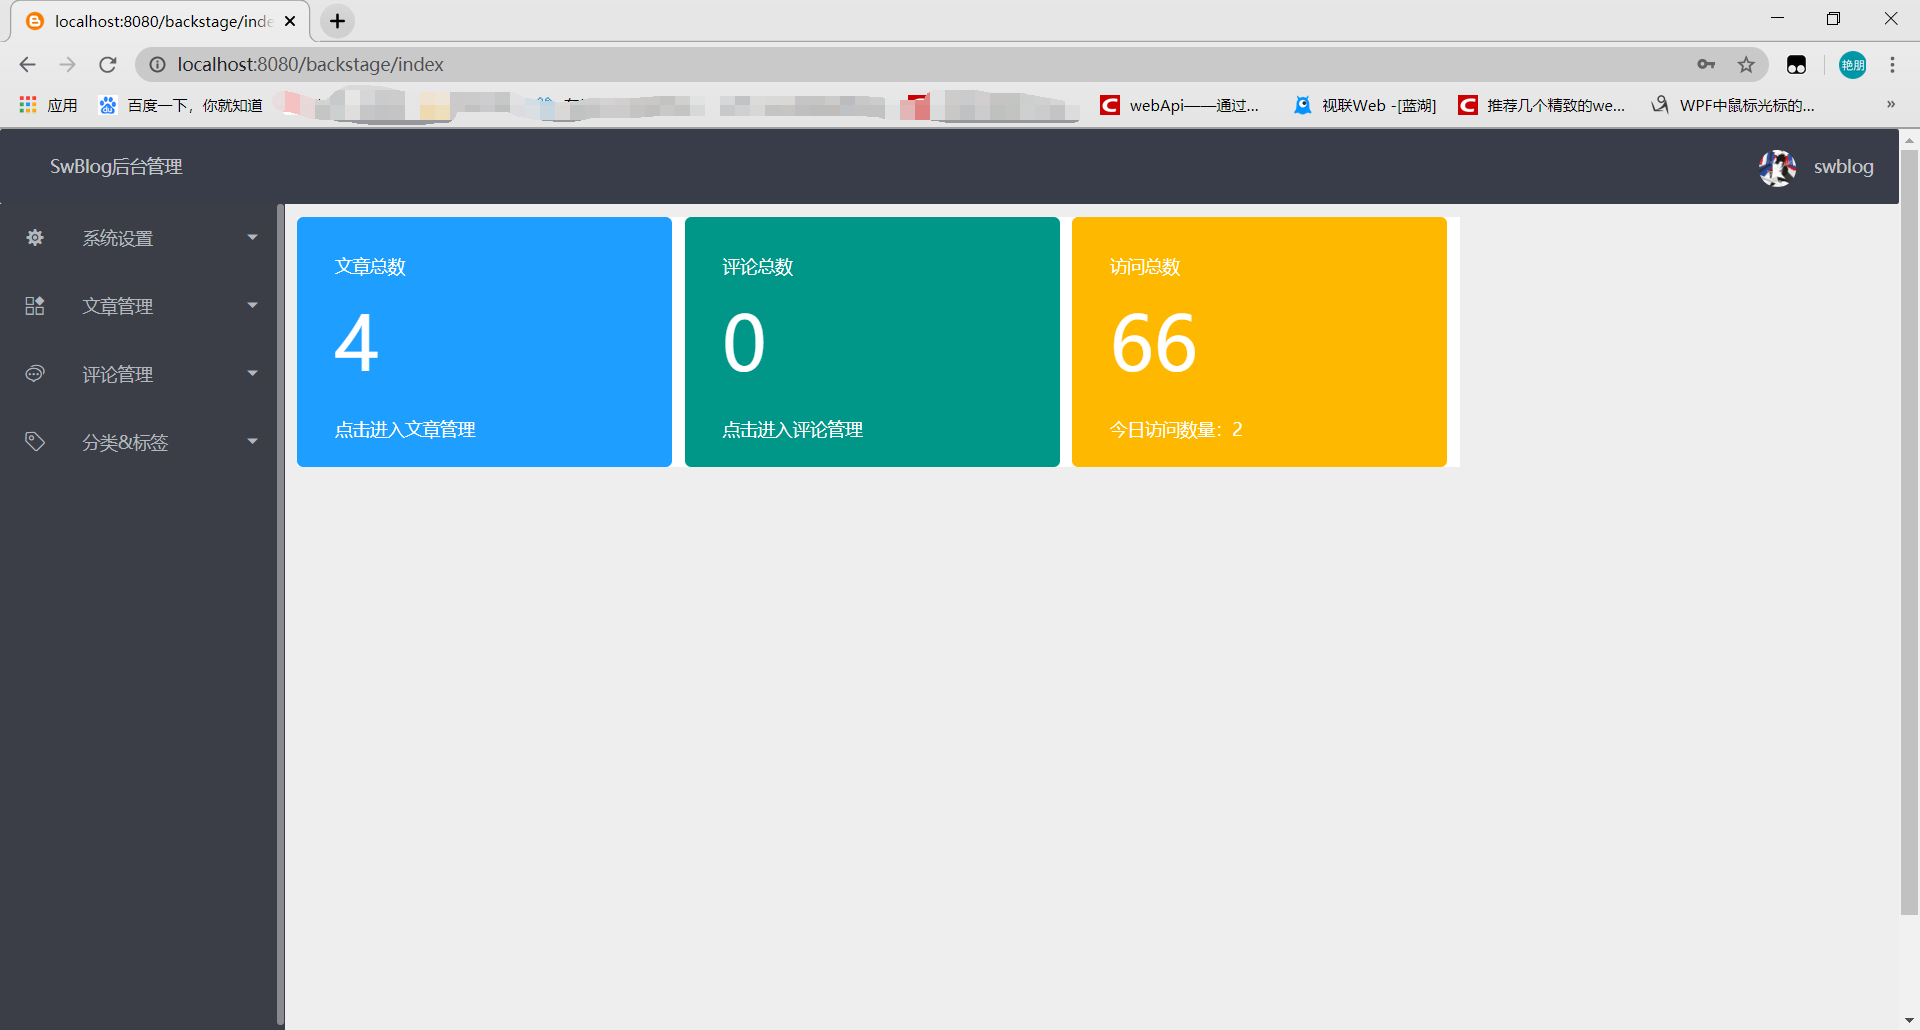 localhost:8080/backstage/inde
localhost:8080/backstage/index
艳朋
应用
百度一下，你就知道
webApi——通过...
视联Web -[蓝湖]
推荐几个精致的we...
WPF中鼠标光标的...
»
SwBlog后台管理
swblog
系统设置
文章管理
评论管理
分类&标签
文章总数
4
点击进入文章管理
评论总数
0
点击进入评论管理
访问总数
66
今日访问数量：2